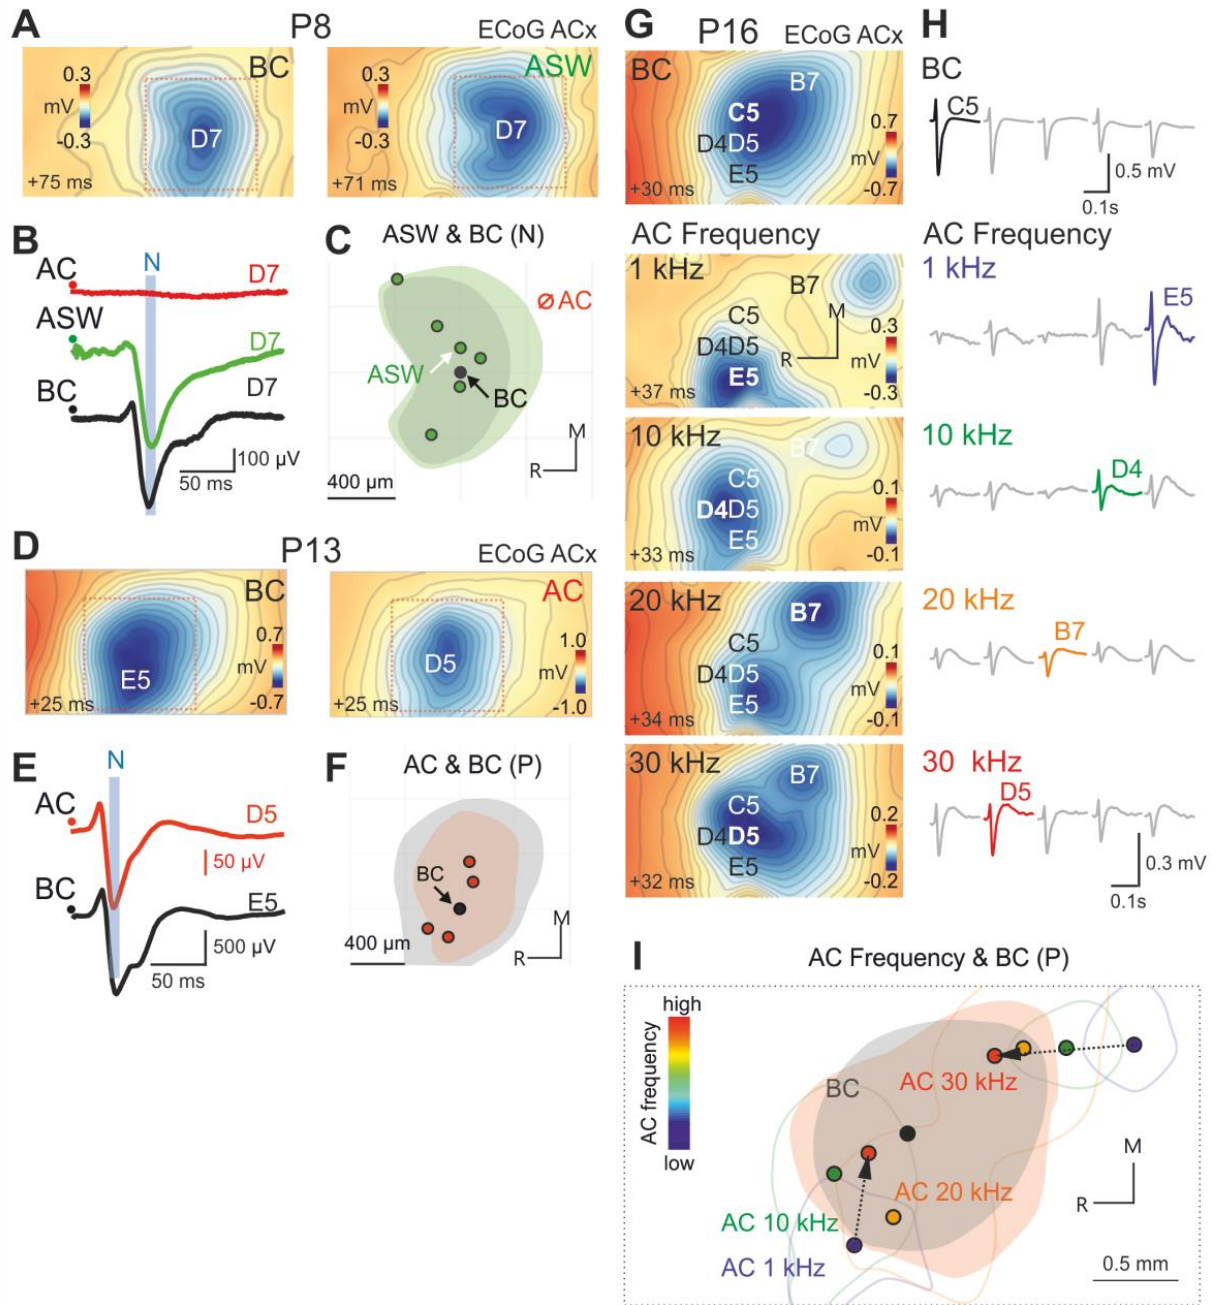 A
P8
ECoG ACx
BC
0.3
mV
-0.3
D7
+75 ms
ASW
0.3
mV
-0.3
D7
+71 ms
B
N
AC
D7
ASW
D7
BC
D7
100 µV
50 ms
C
ASW & BC (N)
∅ AC
ASW
BC
M
R
400 µm
D
P13
ECoG ACx
BC
0.7
mV
-0.7
E5
+25 ms
AC
1.0
mV
-1.0
D5
+25 ms
E
N
AC
D5
50 µV
BC
E5
500 µV
50 ms
F
AC & BC (P)
BC
M
R
400 µm
G
P16
ECoG ACx
BC
B7
C5
D4D5
E5
0.7
mV
-0.7
+30 ms
AC Frequency
1 kHz
B7
M
C5
R
D4D5
E5
0.3
mV
-0.3
+37 ms
10 kHz
B7
C5
D4D5
E5
0.1
mV
-0.1
+33 ms
20 kHz
B7
C5
D4D5
E5
0.1
mV
-0.1
+34 ms
30 kHz
B7
C5
D4D5
E5
0.2
mV
-0.2
+32 ms
H
BC
C5
0.5 mV
0.1s
AC Frequency
1 kHz
E5
10 kHz
D4
20 kHz
B7
30 kHz
D5
0.3 mV
0.1s
I
AC Frequency & BC (P)
high
AC frequency
low
BC
AC 30 kHz
AC 20 kHz
AC 10 kHz
AC 1 kHz
M
R
0.5 mm